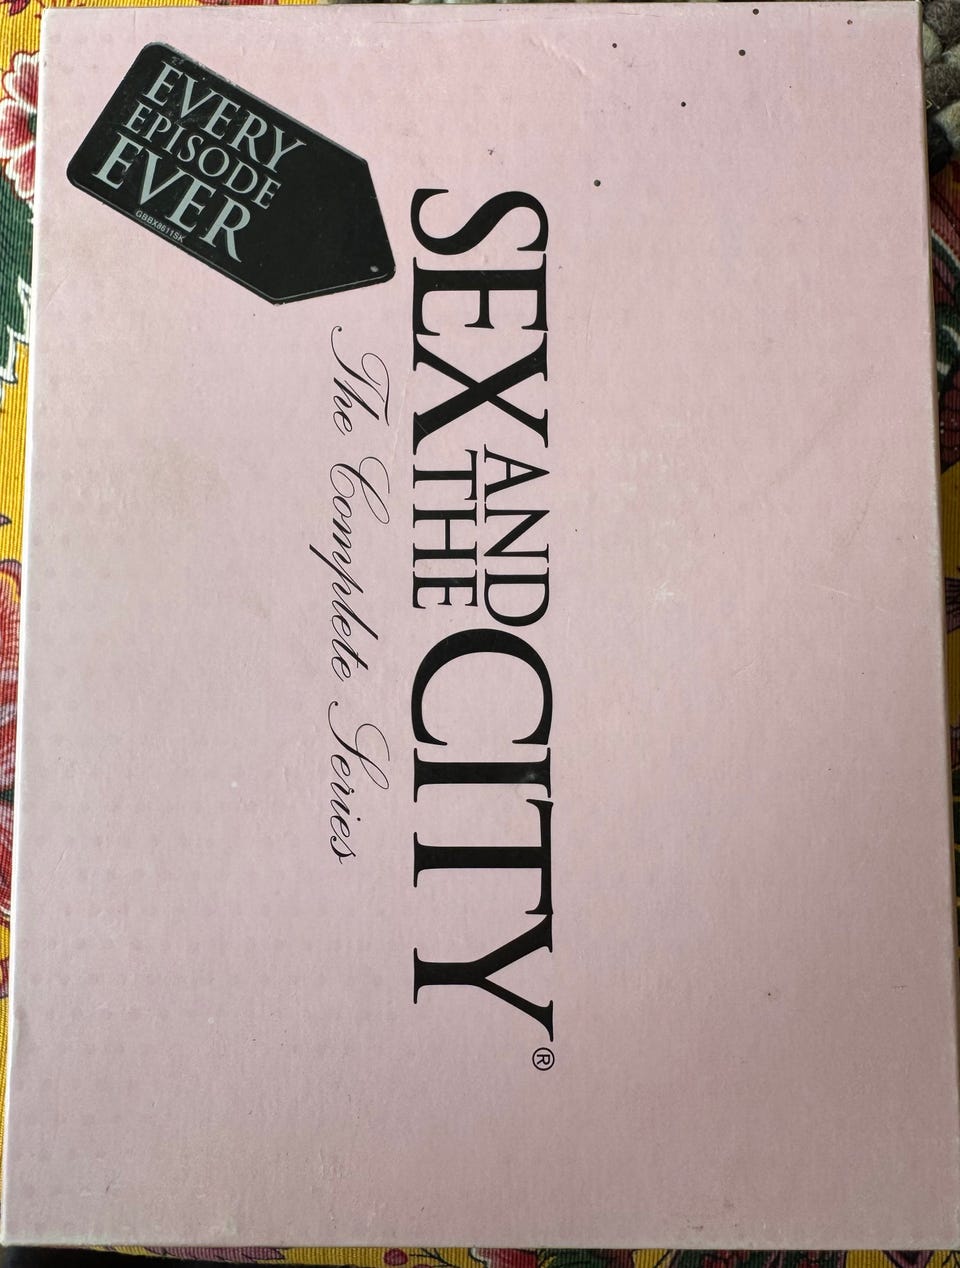 EVERY
EPISODE
EVER
GBBX8611SK
SEX AND THE CITY®
The Complete Series